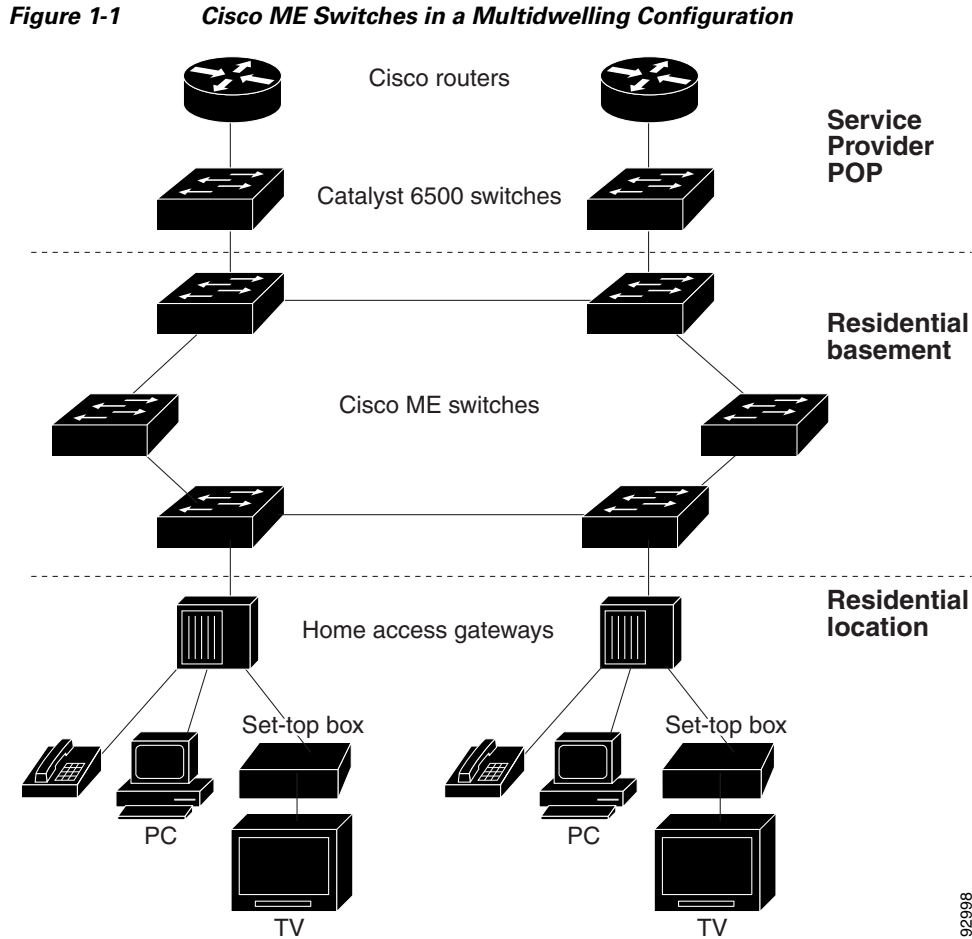 Figure 1-1 Cisco ME Switches in a Multidwelling Configuration
Cisco routers
Service
Provider
POP
Catalyst 6500 switches
Residential
basement
Cisco ME switches
Residential
location
Home access gateways
Set-top box
Set-top box
PC
PC
TV
TV
92998